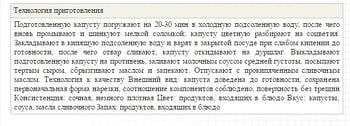 Технология приготовления
Подготовленную капусту погружают на 20-30 мин в холодную подсоленную воду, после чего
вновь промывают и шинкуют мелкой соломкой; капусту цветную разбирают на соцветия.
Закладывают в кипящую подсоленную воду и варят в закрытой посуде при слабом кипении до
готовности, после чего отвар сливают, капусту откидывают на дуршлаг. Выкладывают
подготовленную капусту на противень, заливают молочным соусом средней густоты, посыпают
тертым сыром, сбрызгивают маслом и запекают. Отпускают с прокипяченным сливочным
маслом. Технология к качеству Внешний вид: капуста доведена до готовности, сохранена
первоначальная форма нарезки, соотношение компонентов соблюдено, поверхность без трещин
Консистенция: сочная, немного плотная Цвет: продуктов, входящих в блюдо Вкус: капусты,
соуса, масла сливочного Запах: продуктов, входящих в блюдо